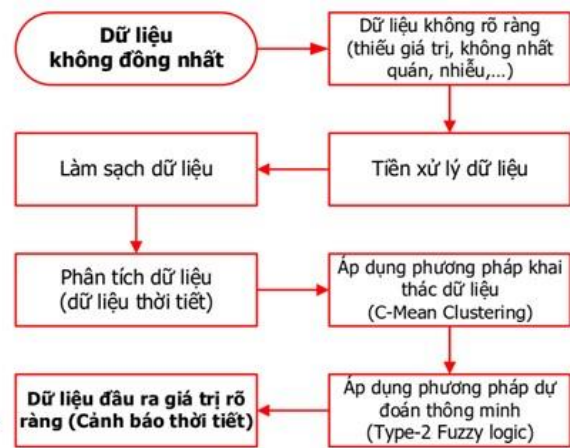 Dữ liệu
không đồng nhất
Dữ liệu không rõ ràng
(thiếu giá trị, không nhất
quán, nhiễu,...)
Tiền xử lý dữ liệu
Làm sạch dữ liệu
Phân tích dữ liệu
(dữ liệu thời tiết)
Áp dụng phương pháp khai
thác dữ liệu
(C-Mean Clustering)
Áp dụng phương pháp dự
đoán thông minh
(Type-2 Fuzzy logic)
Dữ liệu đầu ra giá trị rõ
ràng (Cảnh báo thời tiết)